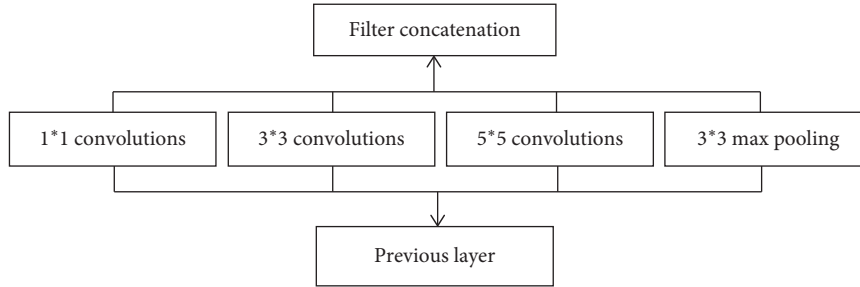 Filter concatenation
1*1 convolutions
3*3 convolutions
5*5 convolutions
3*3 max pooling
Previous layer